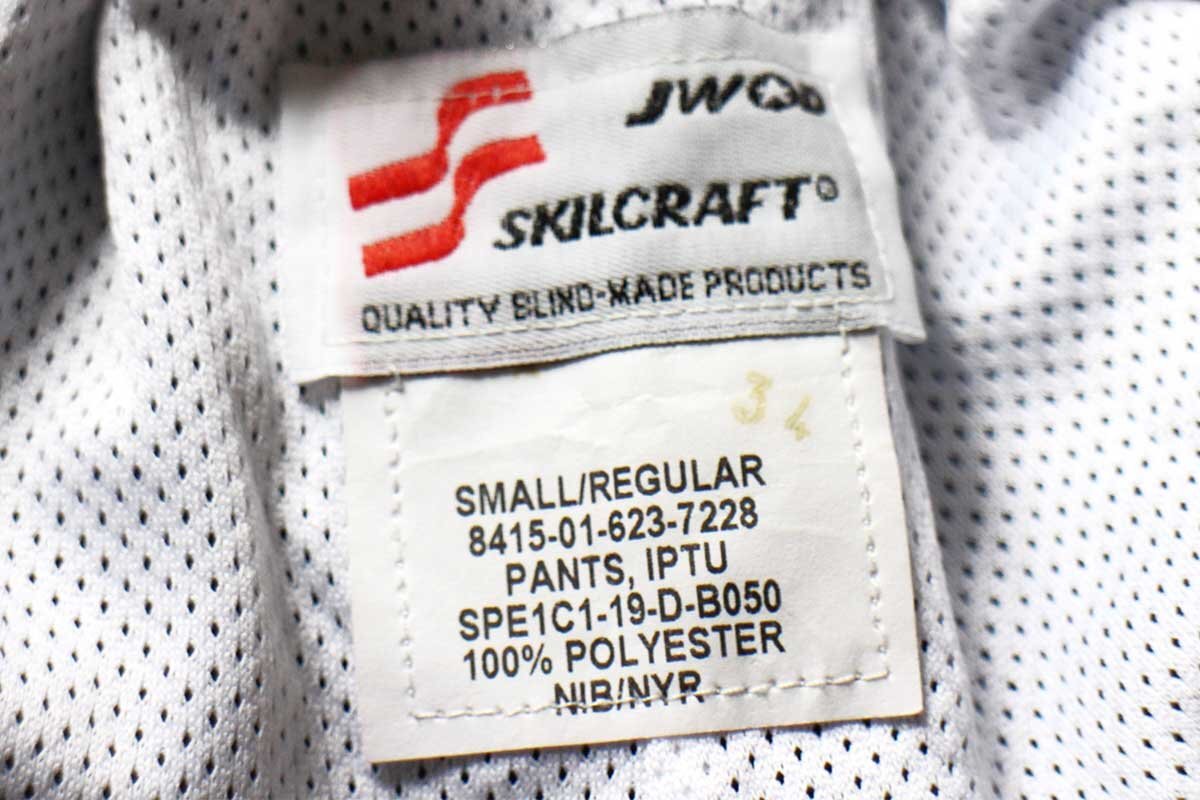 JWOD
SKILCRAFT®
QUALITY BLIND-MADE PRODUCTS
34
SMALL/REGULAR
8415-01-623-7228
PANTS, IPTU
SPE1C1-19-D-B050
100% POLYESTER
NIB/NYR